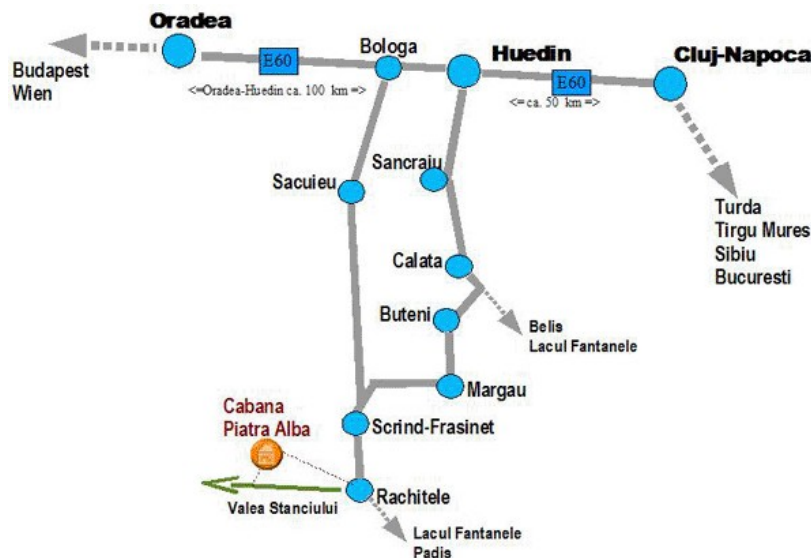 Oradea
Bologa
Huedin
Cluj-Napoca
E60
E60
Budapest
Wien
<=Oradea-Huedin ca. 100 km =>
<= ca. 50 km=>
Sancraiu
Sacuieu
Turda
Tirgu Mures
Sibiu
Bucuresti
Calata
Buteni
Belis
Lacul Fantanele
Margau
Cabana
Piatra Alba
Scrind-Frasinet
Rachitele
Valea Stanciului
Lacul Fantanele
Padis